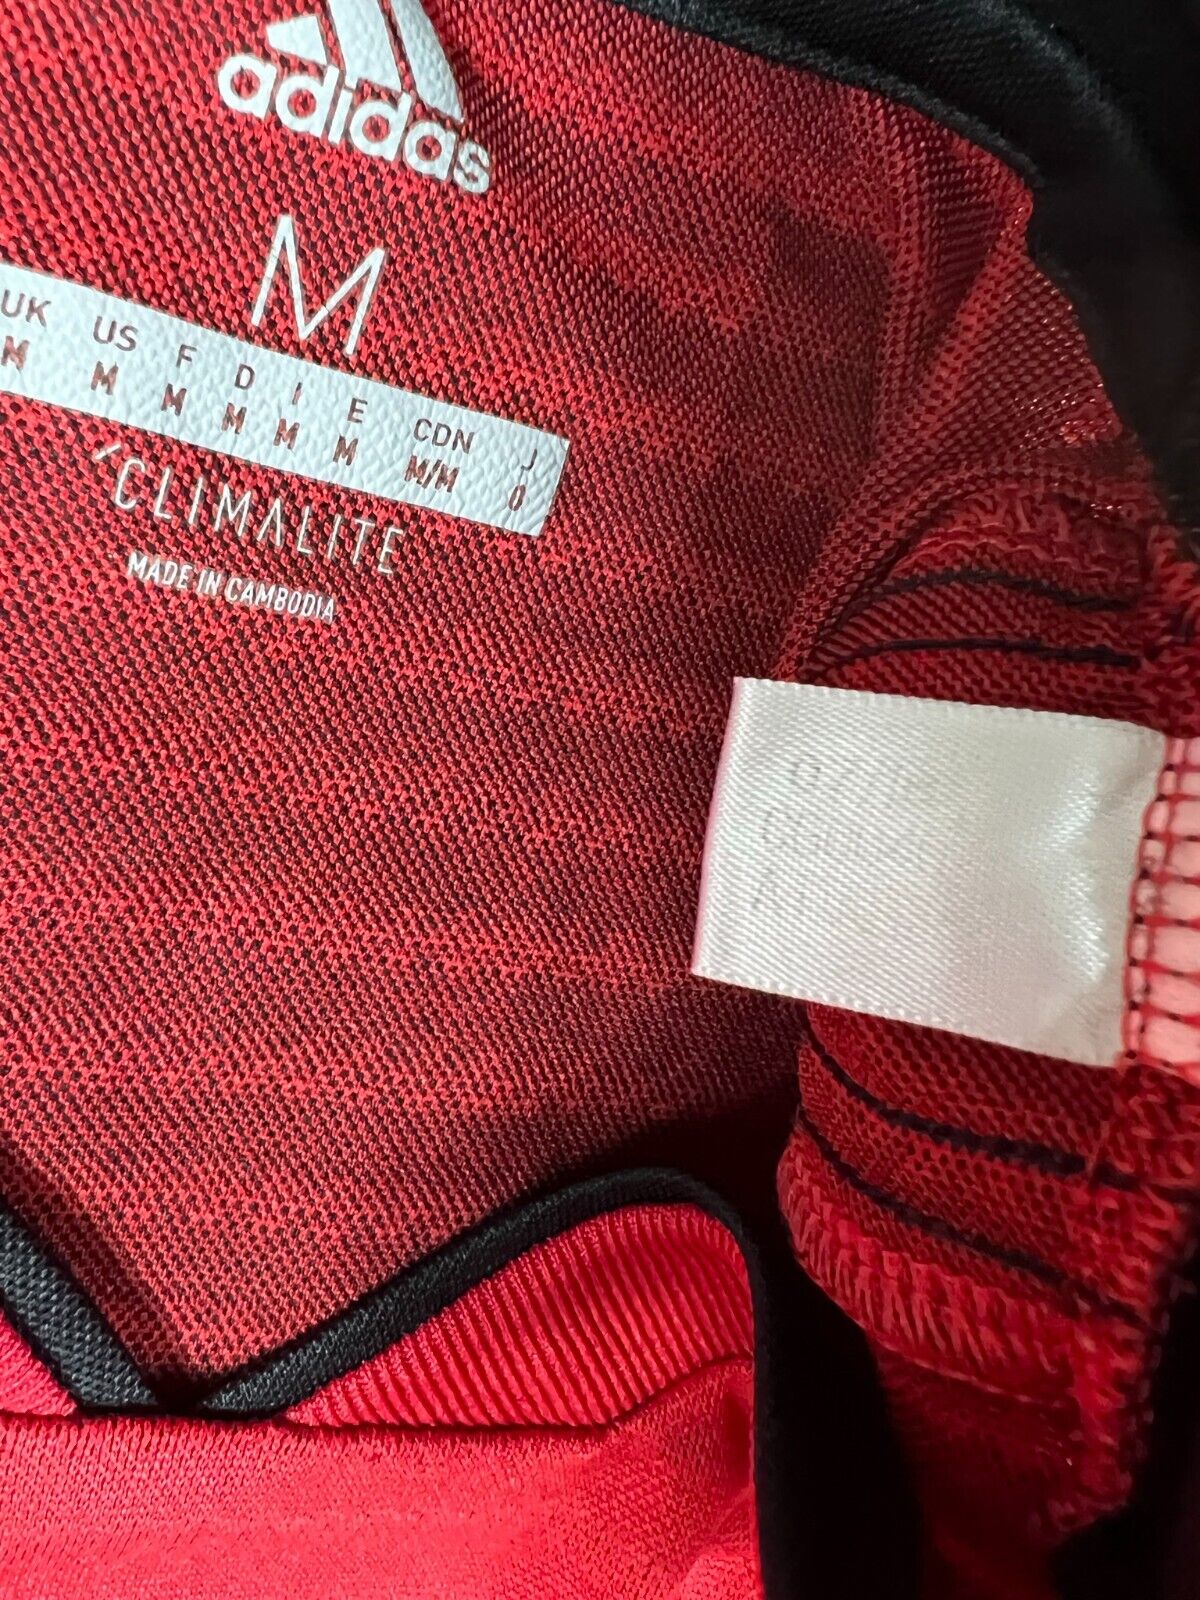 adidas
M
UK US F D I E CDN J
M M M M M M M/M O
CLIMALITE
MADE IN CAMBODIA